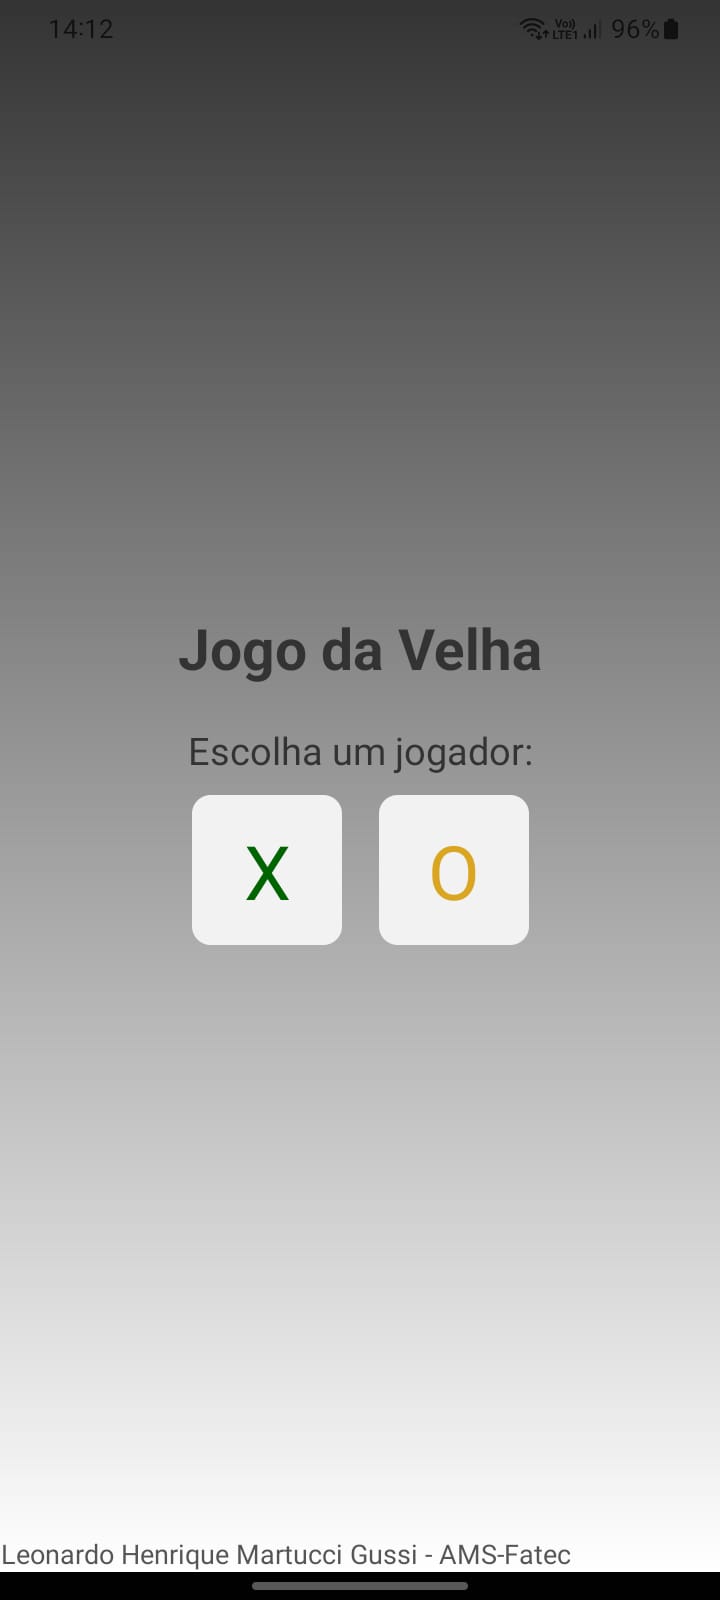 14:12 Vo)) LTE1 96%
Jogo da Velha
Escolha um jogador:
X O
Leonardo Henrique Martucci Gussi - AMS-Fatec